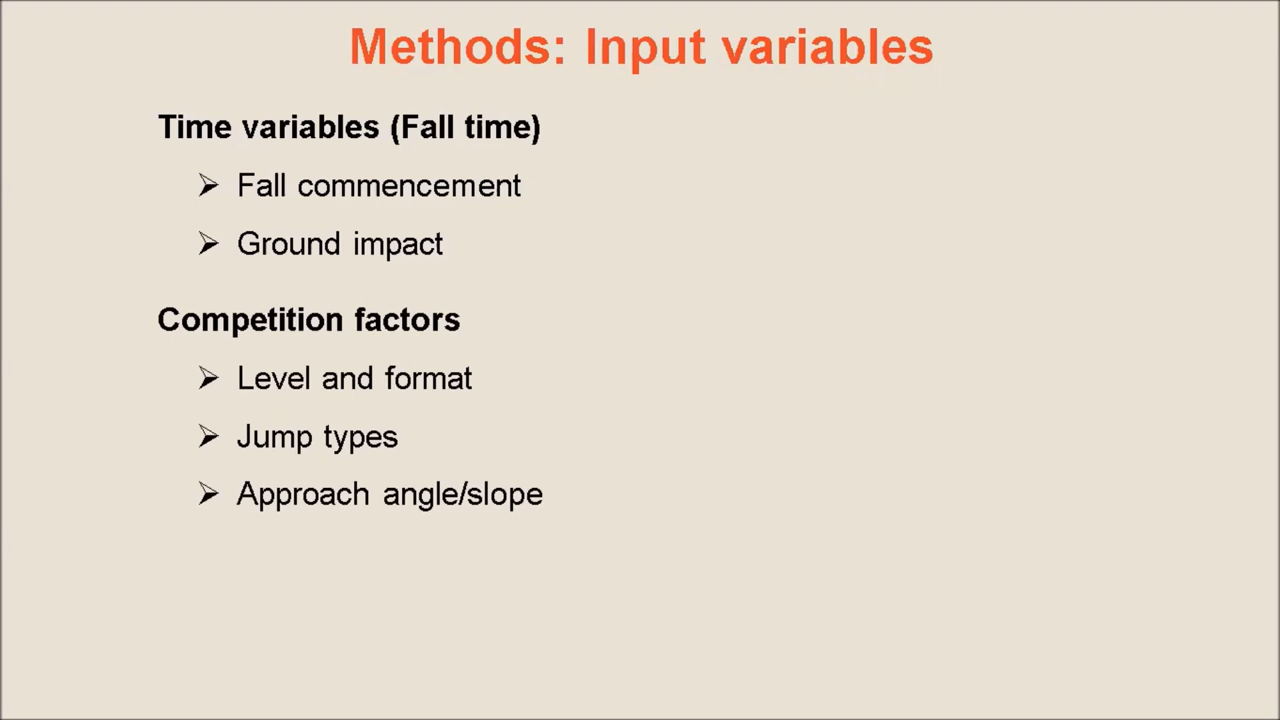 Methods: Input variables
Time variables (Fall time)
➢ Fall commencement
➢ Ground impact
Competition factors
➢ Level and format
➢ Jump types
➢ Approach angle/slope